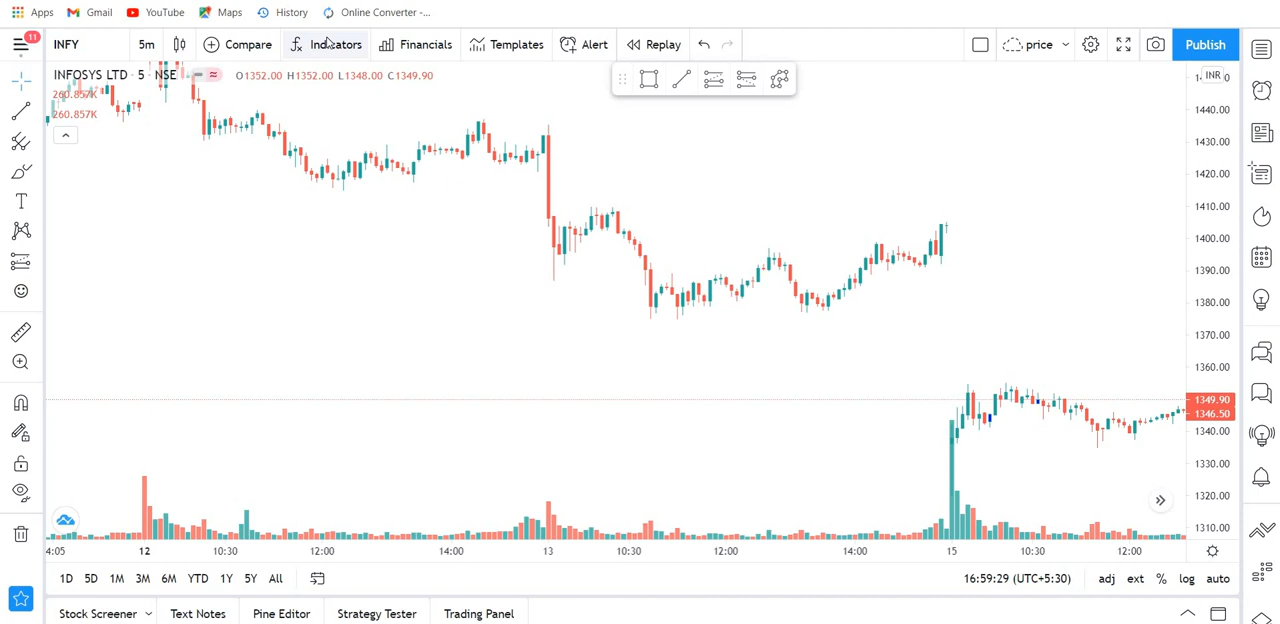 Apps Gmail YouTube Maps History Online Converter -...
11 INFY 5m Compare Indicators Financials Templates Alert Replay price Publish
INFOSYS LTD · 5 · NSE O1352.00 H1352.00 L1348.00 C1349.90 INR
260.857K
260.857K
1440.00
1430.00
1420.00
1410.00
1400.00
1390.00
1380.00
1370.00
1360.00
1349.90
1346.50
1340.00
1330.00
1320.00
1310.00
4:05 12 10:30 12:00 14:00 13 10:30 12:00 14:00 15 10:30 12:00
1D 5D 1M 3M 6M YTD 1Y 5Y All 16:59:29 (UTC+5:30) adj ext % log auto
Stock Screener Text Notes Pine Editor Strategy Tester Trading Panel